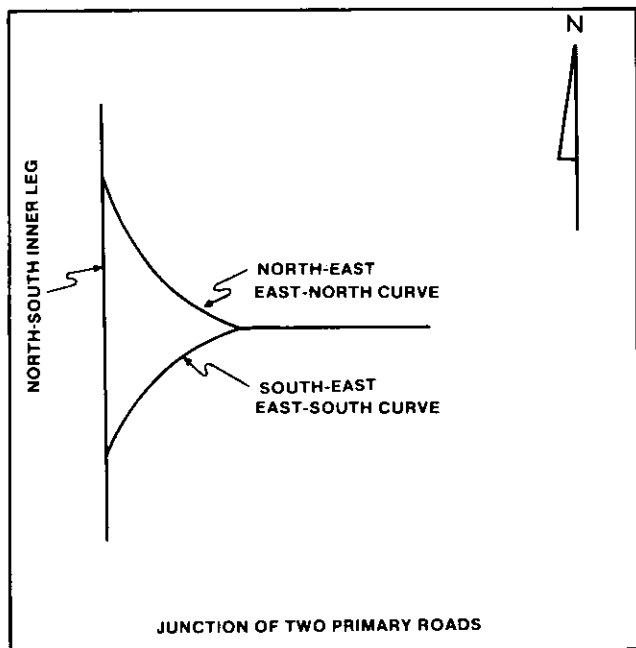 N
NORTH-SOUTH INNER LEG
NORTH-EAST
EAST-NORTH CURVE
SOUTH-EAST
EAST-SOUTH CURVE
JUNCTION OF TWO PRIMARY ROADS